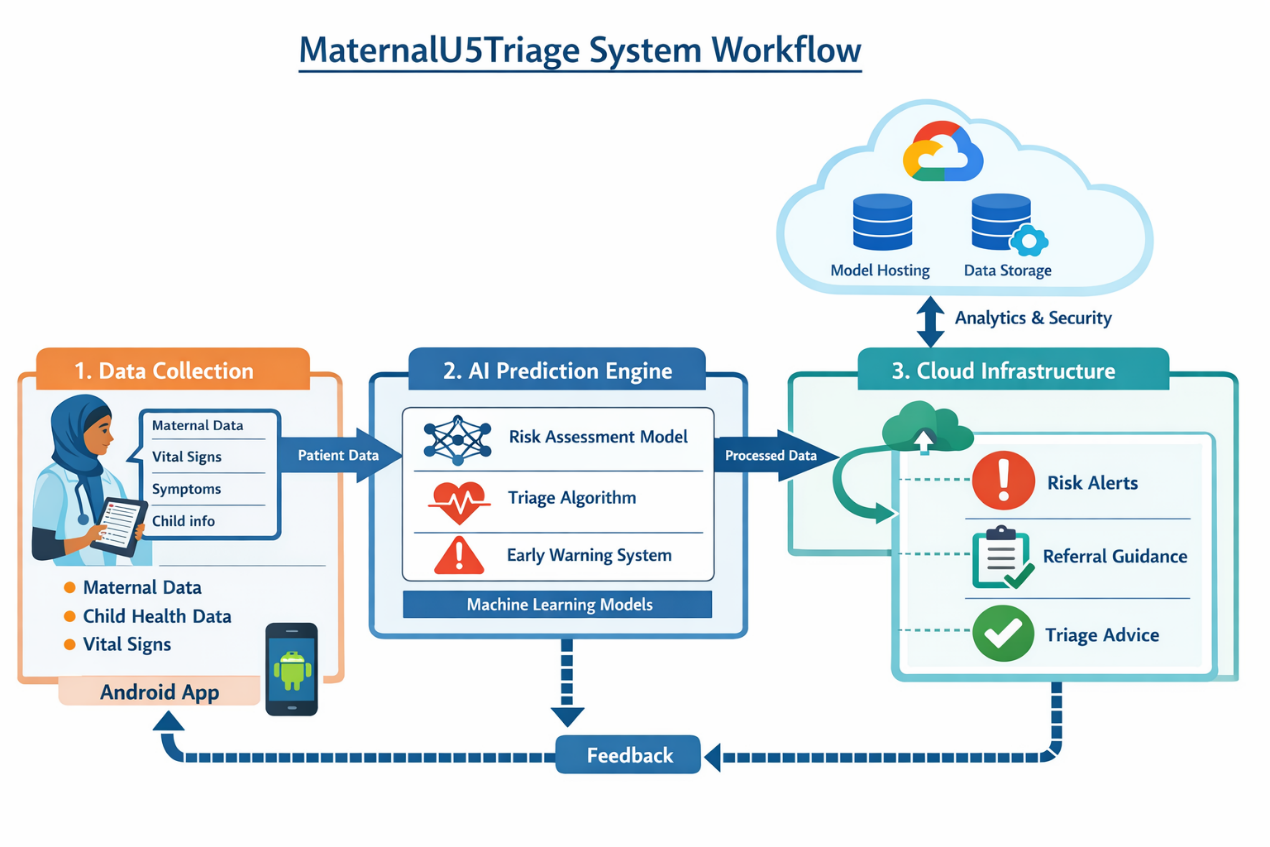 MaternalU5Triage System Workflow
Model Hosting
Data Storage
Analytics & Security
1. Data Collection
Maternal Data
Vital Signs
Symptoms
Child info
Maternal Data
Child Health Data
Vital Signs
Android App
Patient Data
2. AI Prediction Engine
Risk Assessment Model
Triage Algorithm
Early Warning System
Machine Learning Models
Processed Data
3. Cloud Infrastructure
Risk Alerts
Referral Guidance
Triage Advice
Feedback